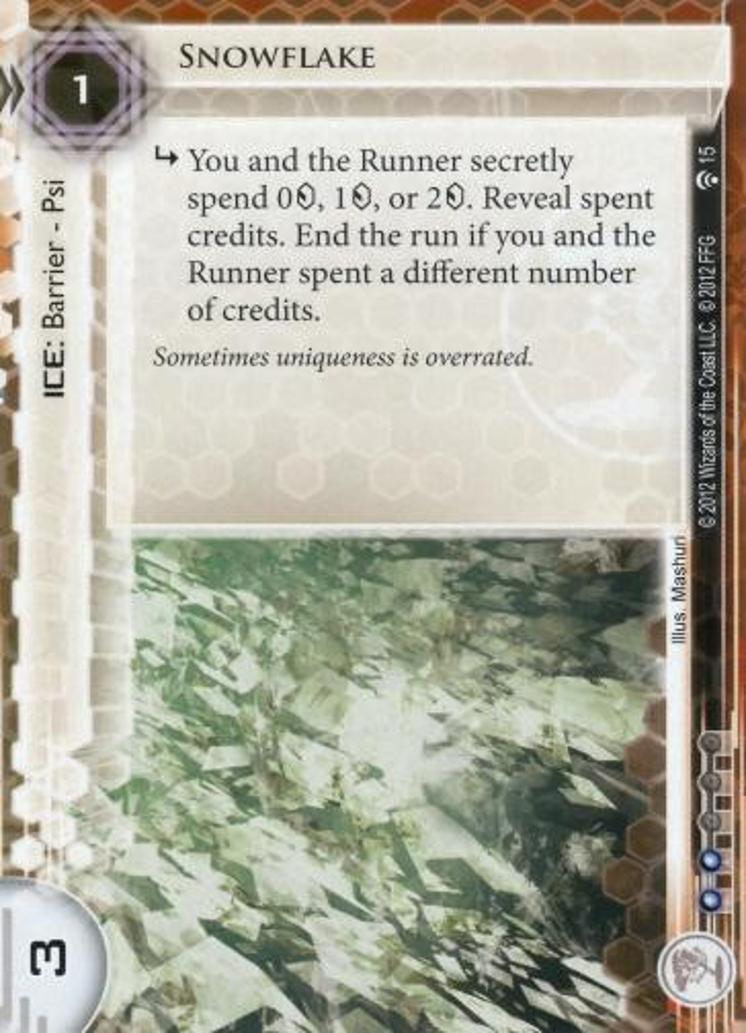 SNOWFLAKE
1
ICE: Barrier - Psi
↳ You and the Runner secretly
spend 0, 1, or 2. Reveal spent
credits. End the run if you and the
Runner spent a different number
of credits.
Sometimes uniqueness is overrated.
15
© 2012 Wizards of the Coast LLC. © 2012 FFG
Illus. Mashuri
3